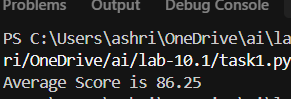 Problems Output Debug Console
PS C:\Users\ashri\OneDrive\ai\la
ri/OneDrive/ai/lab-10.1/task1.py
Average Score is 86.25